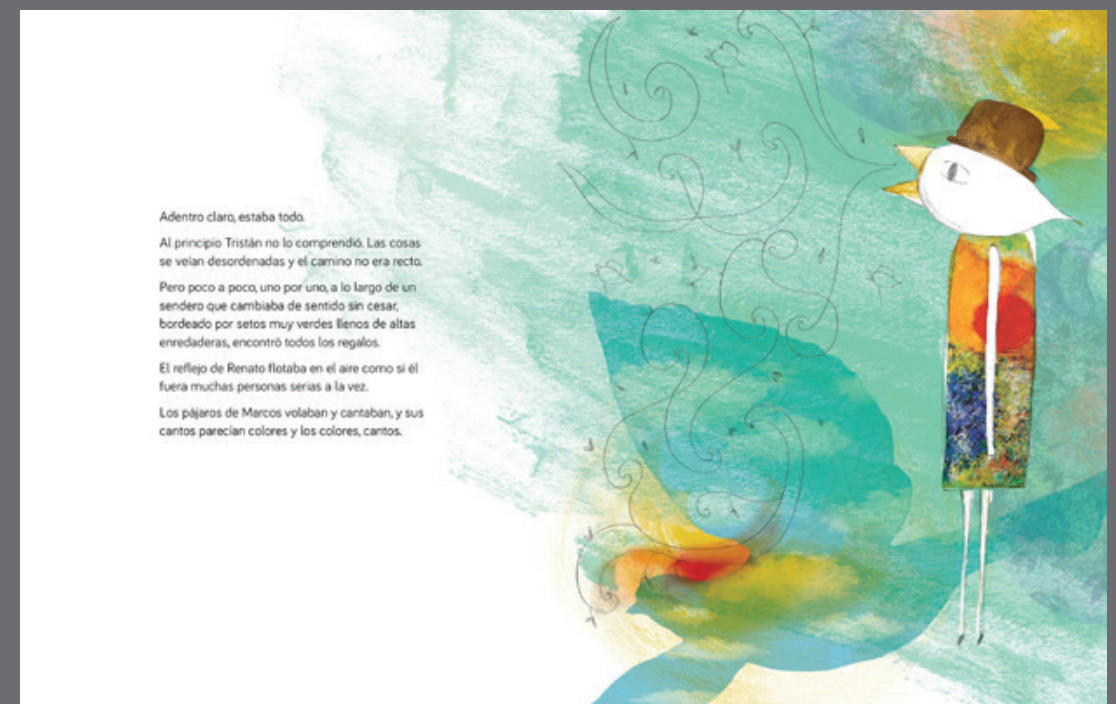 Adentro claro, estaba todo.
Al principio Tristán no lo comprendió. Las cosas
se veían desordenadas y el camino no era recto.
Pero poco a poco, uno por uno, a lo largo de un
sendero que cambiaba de sentido sin cesar,
bordeado por setos muy verdes llenos de altas
enredaderas, encontró todos los regalos.
El reflejo de Renato flotaba en el aire como si él
fuera muchas personas serias a la vez.
Los pájaros de Marcos volaban y cantaban, y sus
cantos parecían colores y los colores, cantos.